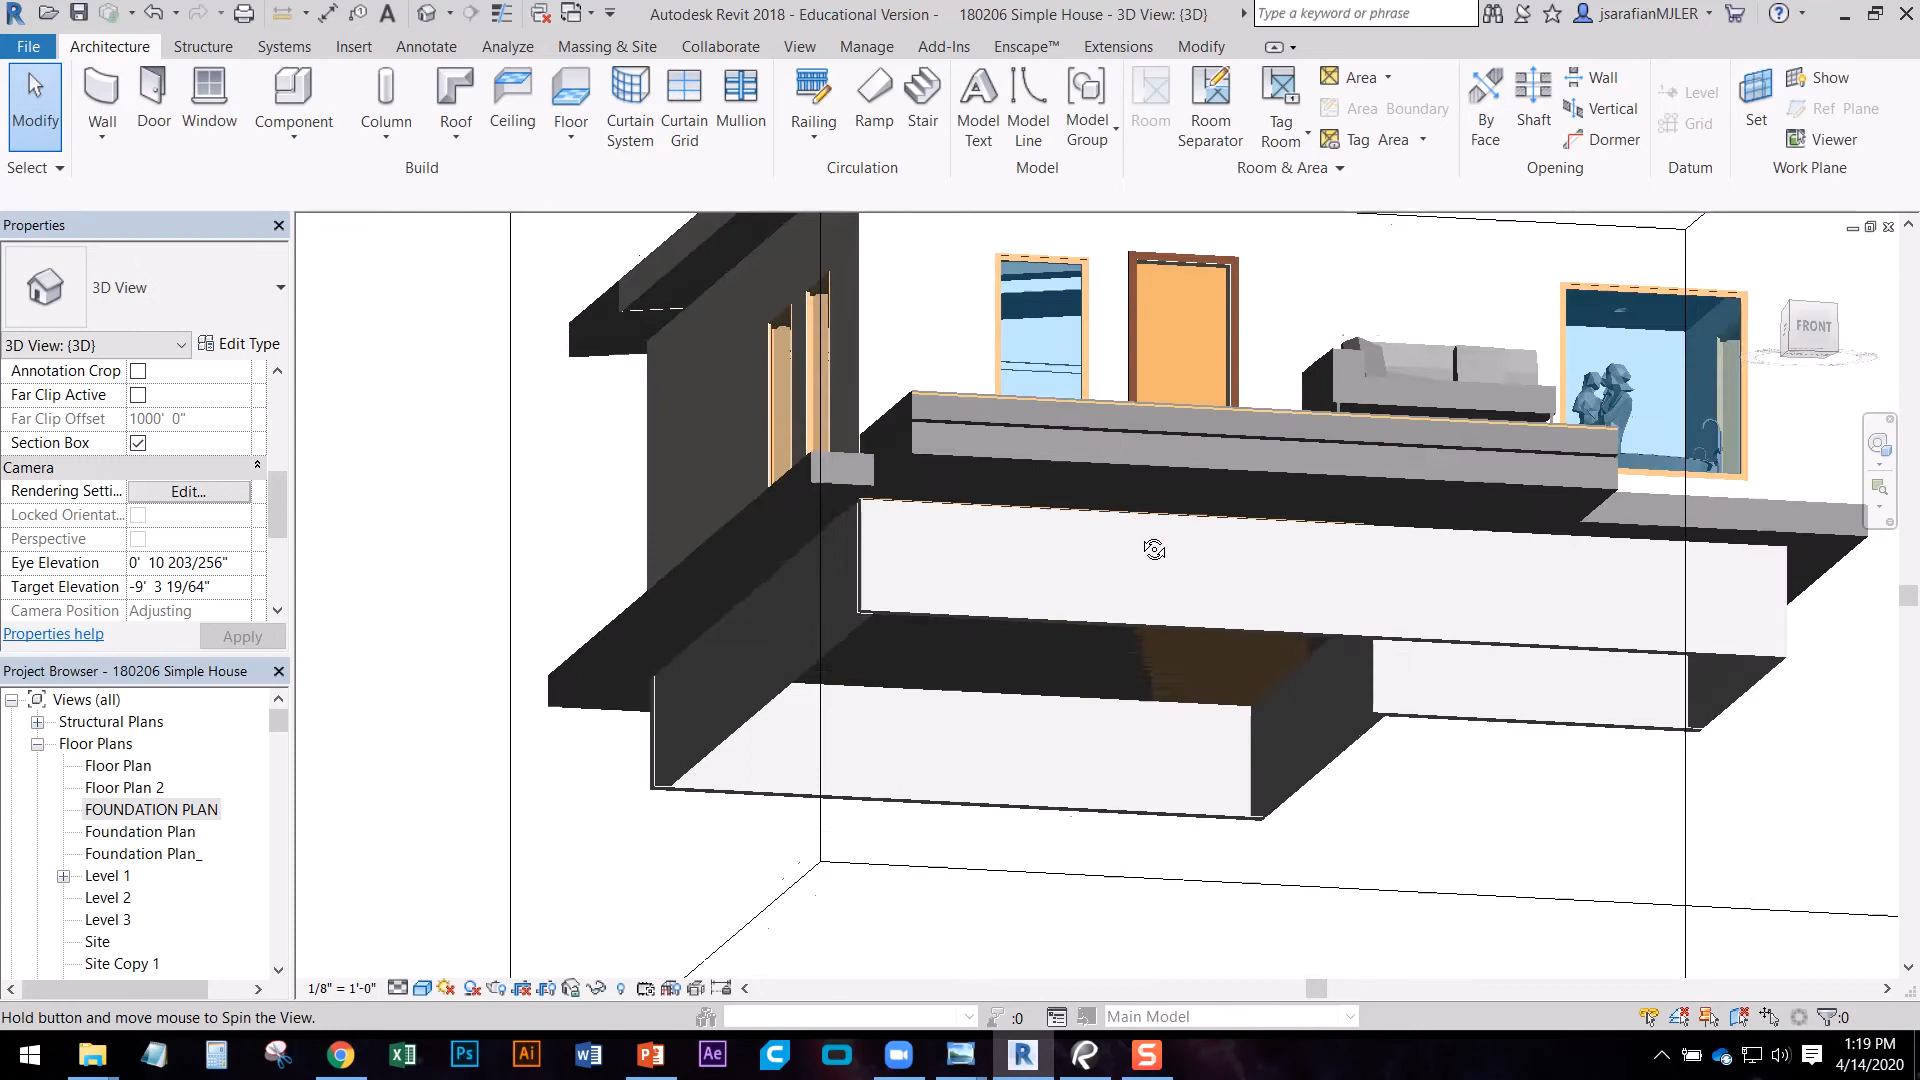 Autodesk Revit 2018 - Educational Version - 180206 Simple House - 3D View: {3D}
Type a keyword or phrase
jsarafianMJLER
File Architecture Structure Systems Insert Annotate Analyze Massing & Site Collaborate View Manage Add-Ins Enscape™ Extensions Modify
Modify Wall Door Window Component Column Roof Ceiling Floor Curtain System Curtain Grid Mullion Railing Ramp Stair Model Text Model Line Model Group Room Room Separator Tag Room
Area
Area Boundary
Tag Area
By Face Shaft
Wall
Vertical
Dormer
Level
Grid
Set
Show
Ref Plane
Viewer
Select Build Circulation Model Room & Area Opening Datum Work Plane
Properties
3D View
3D View: {3D} Edit Type
Annotation Crop
Far Clip Active
Far Clip Offset 1000' 0"
Section Box
Camera
Rendering Setti... Edit...
Locked Orientat...
Perspective
Eye Elevation 0' 10 203/256"
Target Elevation -9' 3 19/64"
Camera Position Adjusting
Properties help Apply
Project Browser - 180206 Simple House
Views (all)
Structural Plans
Floor Plans
Floor Plan
Floor Plan 2
FOUNDATION PLAN
Foundation Plan
Foundation Plan_
Level 1
Level 2
Level 3
Site
Site Copy 1
FRONT
1/8" = 1'-0"
Hold button and move mouse to Spin the View.
:0
Main Model
:0
Ps
Ai
Ae
R
S
1:19 PM
4/14/2020